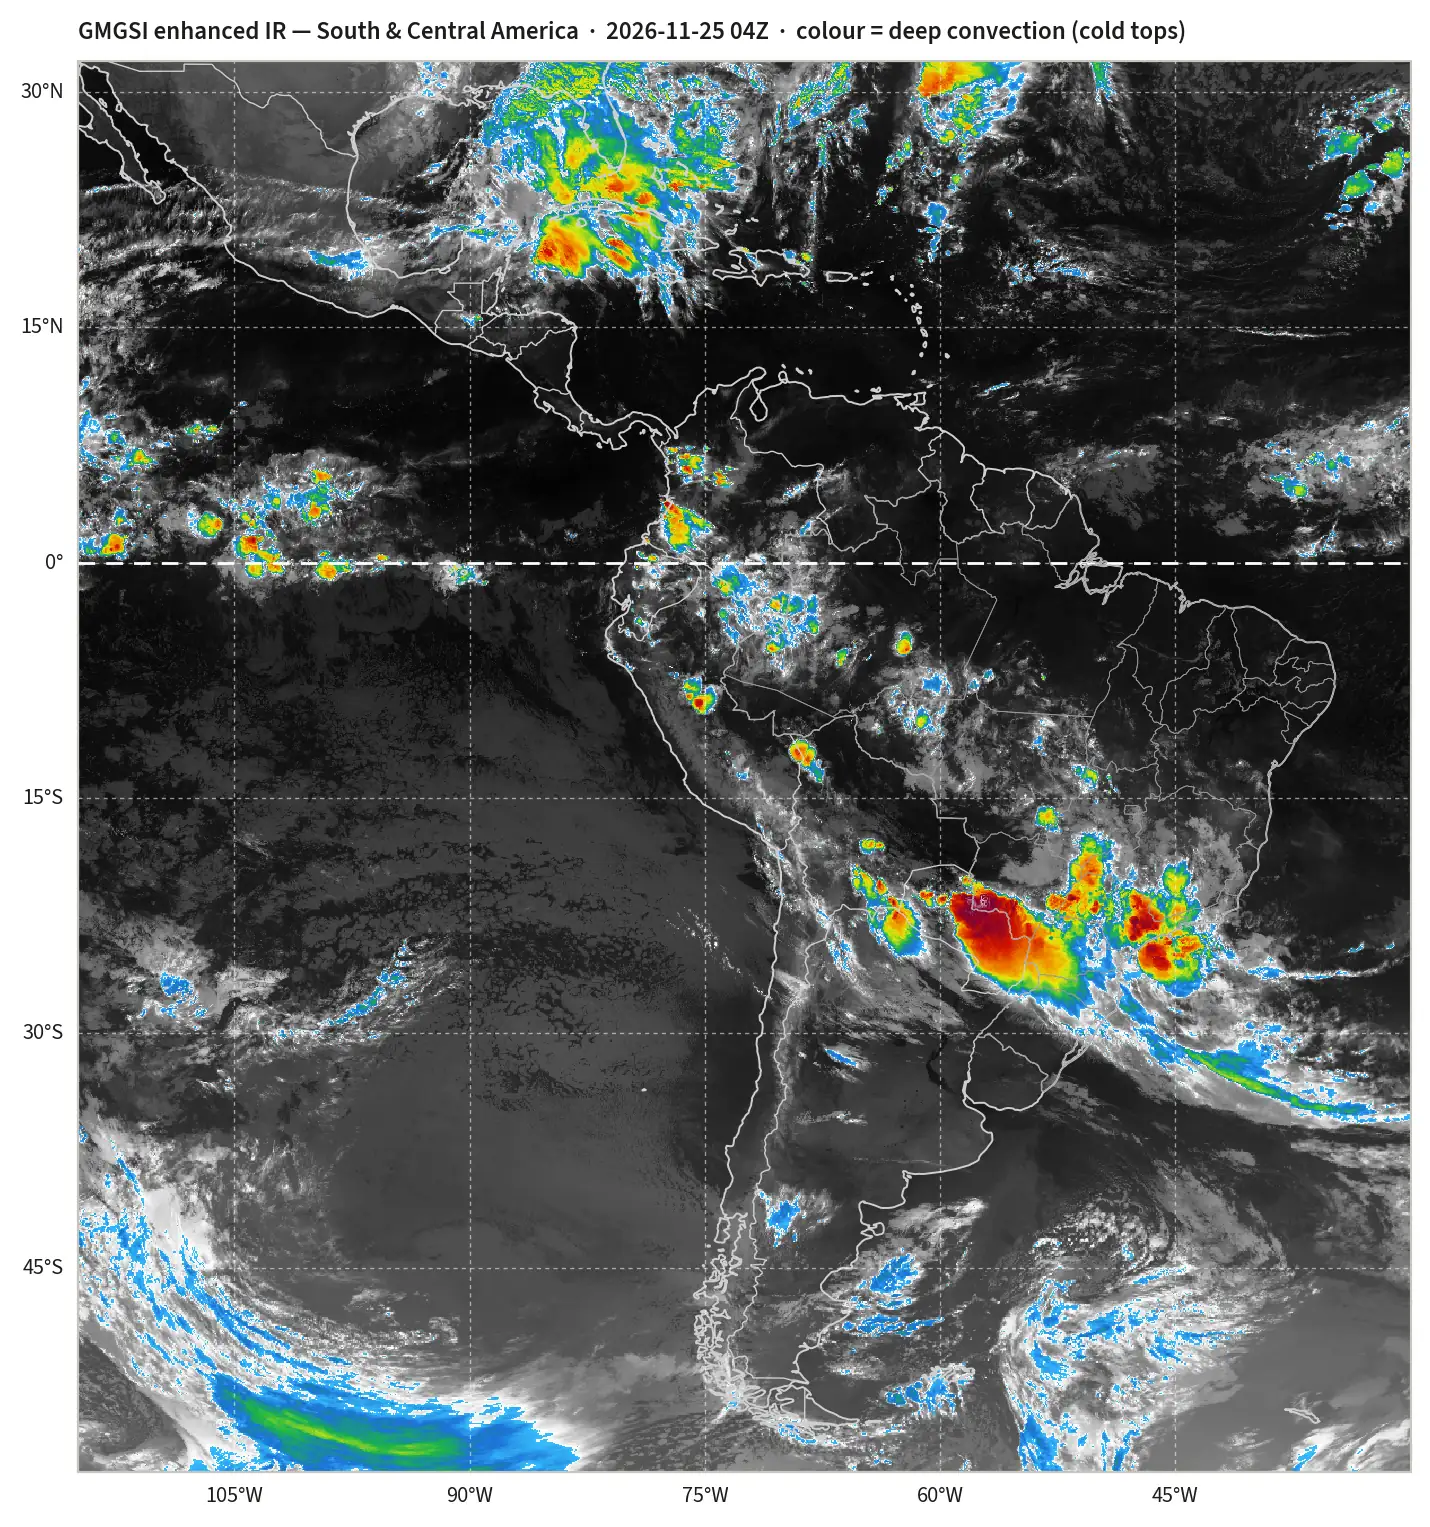 GMGSI enhanced IR — South & Central America · 2026-11-25 04Z · colour = deep convection (cold tops)
30°N
15°N
0°
15°S
30°S
45°S
105°W
90°W
75°W
60°W
45°W